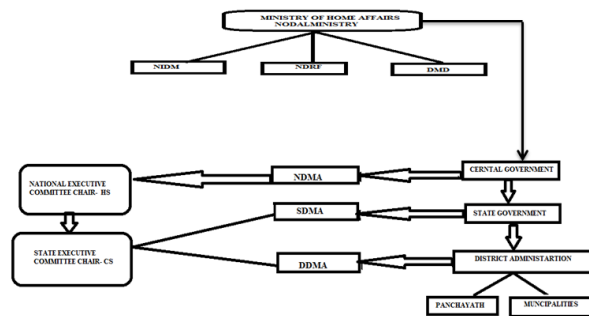 MINISTRY OF HOME AFFAIRS
NODALMINISTRY
NIDM
NDRF
DMD
NATIONAL EXECUTIVE
COMMITTEE CHAIR- HS
NDMA
CERNTAL GOVERNMENT
SDMA
STATE GOVERNMENT
STATE EXECUTIVE
COMMITTEE CHAIR- CS
DDMA
DISTRICT ADMINISTARTION
PANCHAYATH
MUNCIPALITIES